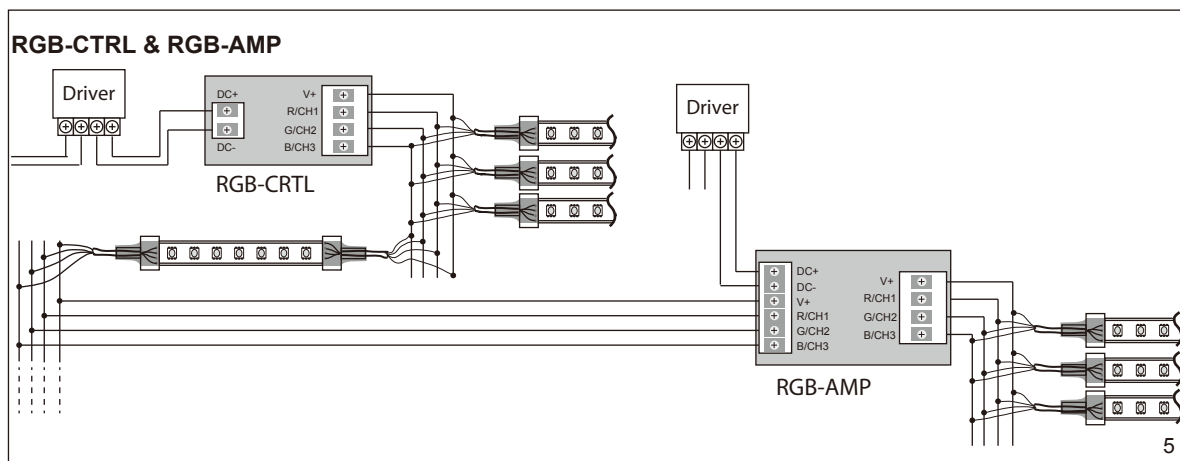 RGB-CTRL & RGB-AMP
Driver
DC+
DC-
V+
R/CH1
G/CH2
B/CH3
RGB-CRTL
Driver
DC+
DC-
V+
R/CH1
G/CH2
B/CH3
V+
R/CH1
G/CH2
B/CH3
RGB-AMP
5